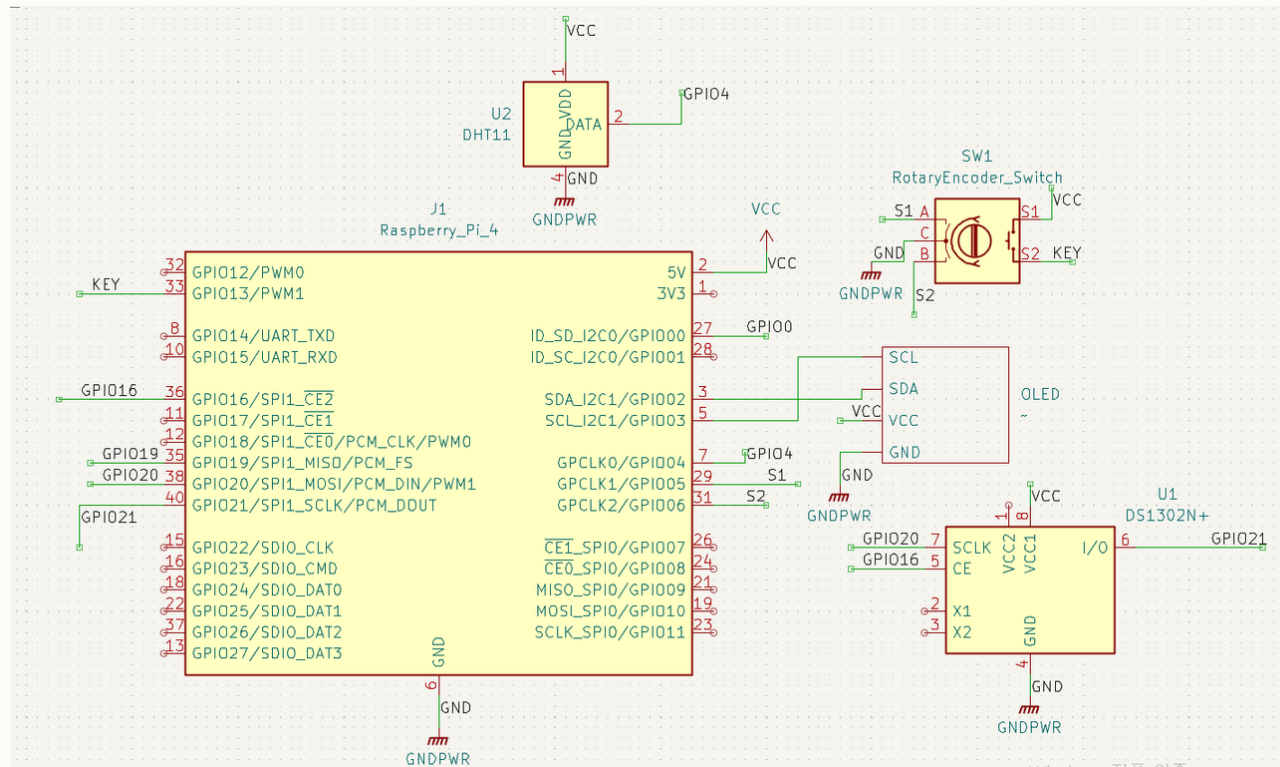 VCC
1
U2
DHT11
VDD
GND
DATA
2
GPIO4
4
GND
GNDPWR
SW1
RotaryEncoder_Switch
VCC
S1
A
S1
C
GND
B
S2
KEY
GNDPWR
S2
J1
Raspberry_Pi_4
VCC
VCC
KEY
32
GPIO12/PWM0
33
GPIO13/PWM1
8
GPIO14/UART_TXD
10
GPIO15/UART_RXD
GPIO16
36
GPIO16/SPI1_CE2
11
GPIO17/SPI1_CE1
12
GPIO18/SPI1_CE0/PCM_CLK/PWM0
GPIO19
35
GPIO19/SPI1_MISO/PCM_FS
GPIO20
38
GPIO20/SPI1_MOSI/PCM_DIN/PWM1
40
GPIO21/SPI1_SCLK/PCM_DOUT
GPIO21
15
GPIO22/SDIO_CLK
16
GPIO23/SDIO_CMD
18
GPIO24/SDIO_DAT0
22
GPIO25/SDIO_DAT1
37
GPIO26/SDIO_DAT2
13
GPIO27/SDIO_DAT3
5V
2
3V3
1
ID_SD_I2C0/GPIO00
27
GPIO0
ID_SC_I2C0/GPIO01
28
SDA_I2C1/GPIO02
3
SCL_I2C1/GPIO03
5
GPCLK0/GPIO04
7
GPIO4
GPCLK1/GPIO05
29
S1
GPCLK2/GPIO06
31
S2
CE1_SPI0/GPIO07
26
CE0_SPI0/GPIO08
24
MISO_SPI0/GPIO09
21
MOSI_SPI0/GPIO10
19
SCLK_SPI0/GPIO11
23
GND
6
GND
GNDPWR
SCL
SDA
OLED
~
VCC
VCC
GND
GND
GNDPWR
U1
DS1302N+
VCC
1
8
GPIO20
7
SCLK
VCC2
VCC1
I/O
6
GPIO21
GPIO16
5
CE
2
X1
3
X2
GND
4
GND
GNDPWR